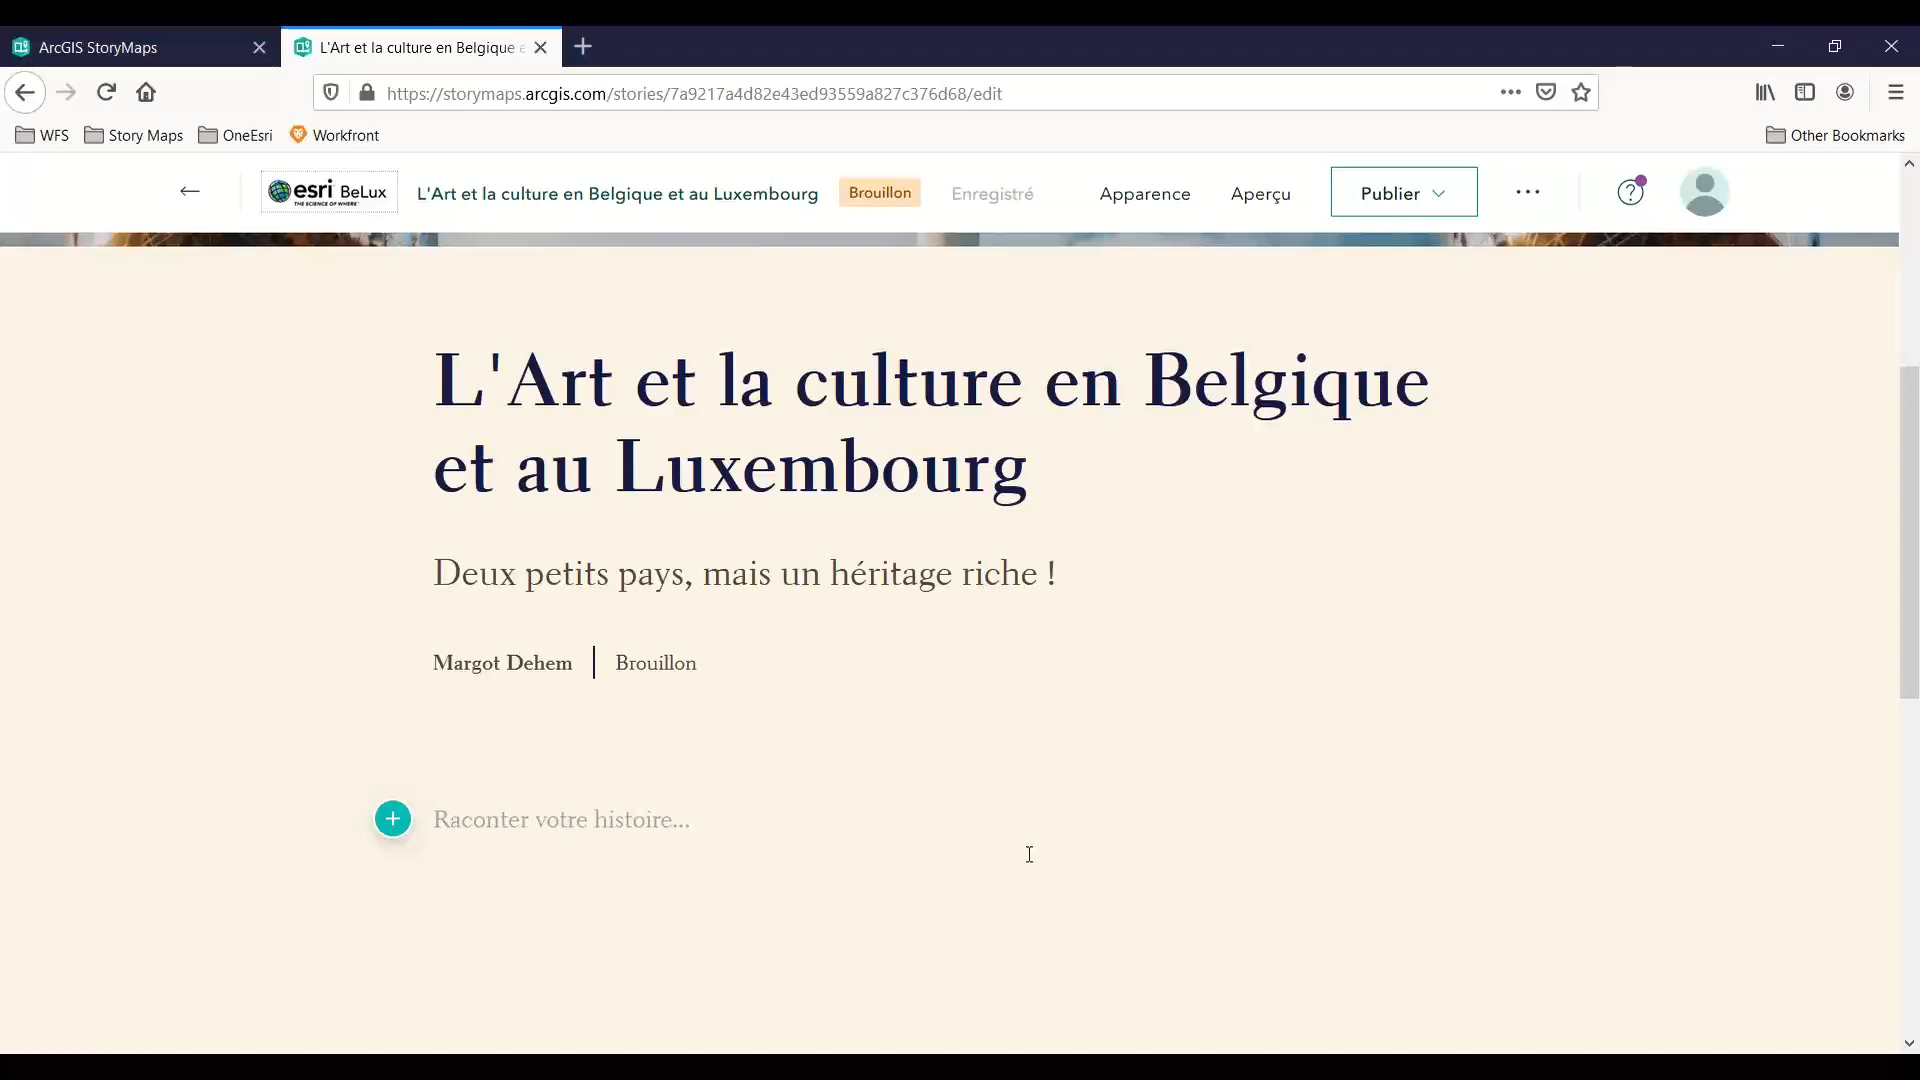 ArcGIS StoryMaps
L'Art et la culture en Belgique e
https://storymaps.arcgis.com/stories/7a9217a4d82e43ed93559a827c376d68/edit
WFS Story Maps OneEsri Workfront Other Bookmarks
esri BeLux
THE SCIENCE OF WHERE
L'Art et la culture en Belgique et au Luxembourg Brouillon Enregistré Apparence Aperçu Publier
L'Art et la culture en Belgique
et au Luxembourg
Deux petits pays, mais un héritage riche !
Margot Dehem Brouillon
Raconter votre histoire...